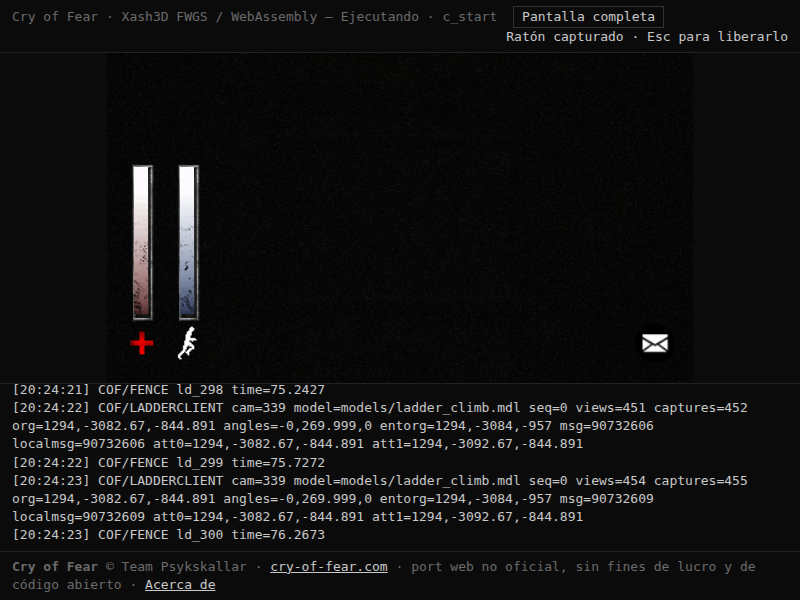 Cry of Fear · Xash3D FWGS / WebAssembly — Ejecutando · c_start
Pantalla completa
Ratón capturado · Esc para liberarlo
[20:24:21] COF/FENCE ld_298 time=75.2427
[20:24:22] COF/LADDERCLIENT cam=339 model=models/ladder_climb.mdl seq=0 views=451 captures=452
org=1294,-3082.67,-844.891 angles=-0,269.999,0 entorg=1294,-3084,-957 msg=90732606
localmsg=90732606 att0=1294,-3082.67,-844.891 att1=1294,-3092.67,-844.891
[20:24:22] COF/FENCE ld_299 time=75.7272
[20:24:23] COF/LADDERCLIENT cam=339 model=models/ladder_climb.mdl seq=0 views=454 captures=455
org=1294,-3082.67,-844.891 angles=-0,269.999,0 entorg=1294,-3084,-957 msg=90732609
localmsg=90732609 att0=1294,-3082.67,-844.891 att1=1294,-3092.67,-844.891
[20:24:23] COF/FENCE ld_300 time=76.2673
Cry of Fear © Team Psykskallar · cry-of-fear.com · port web no oficial, sin fines de lucro y de
código abierto · Acerca de